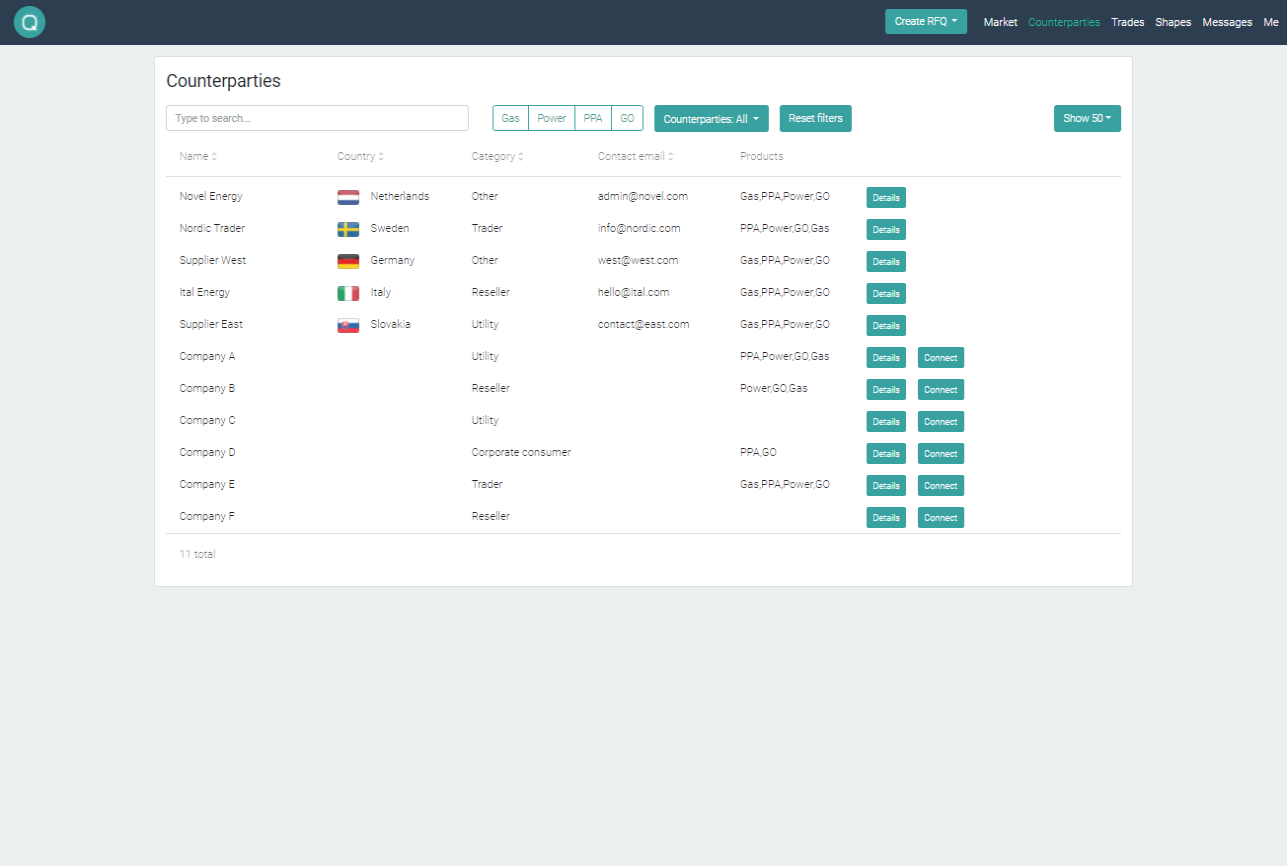 Q
Create RFQ Market Counterparties Trades Shapes Messages Me
Counterparties
Type to search... Gas Power PPA GO Counterparties: All Reset filters Show 50
Name Country Category Contact email Products
Novel Energy Netherlands Other admin@novel.com Gas,PPA,Power,GO Details
Nordic Trader Sweden Trader info@nordic.com PPA,Power,GO,Gas Details
Supplier West Germany Other west@west.com Gas,PPA,Power,GO Details
Ital Energy Italy Reseller hello@ital.com Gas,PPA,Power,GO Details
Supplier East Slovakia Utility contact@east.com Gas,PPA,Power,GO Details
Company A Utility PPA,Power,GO,Gas Details Connect
Company B Reseller Power,GO,Gas Details Connect
Company C Utility Details Connect
Company D Corporate consumer PPA,GO Details Connect
Company E Trader Gas,PPA,Power,GO Details Connect
Company F Reseller Details Connect
11 total